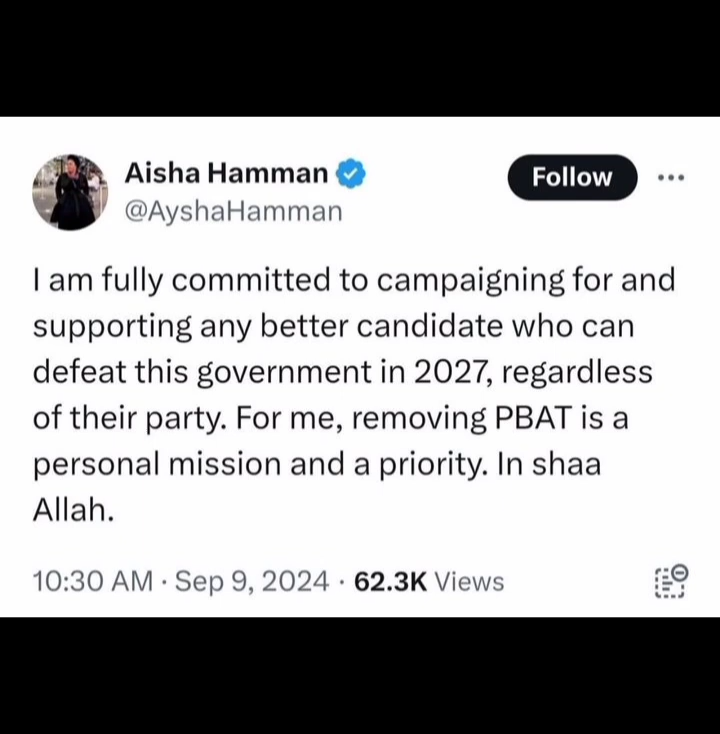 Aisha Hamman
Follow
@AyshaHamman
I am fully committed to campaigning for and
supporting any better candidate who can
defeat this government in 2027, regardless
of their party. For me, removing PBAT is a
personal mission and a priority. In shaa
Allah.
10:30 AM · Sep 9, 2024 · 62.3K Views